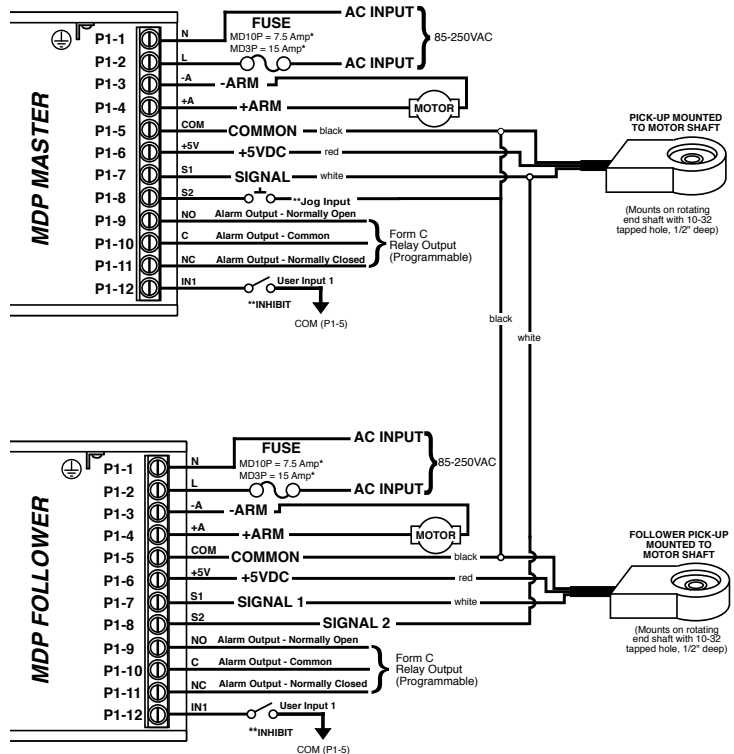 MDP MASTER
P1-1 N AC INPUT
FUSE
MD10P = 7.5 Amp*
MD3P = 15 Amp*
85-250VAC
P1-2 L AC INPUT
P1-3 -A -ARM
P1-4 +A +ARM MOTOR
P1-5 COM COMMON black
P1-6 +5V +5VDC red
P1-7 S1 SIGNAL white
P1-8 S2 **Jog Input
P1-9 NO Alarm Output - Normally Open
P1-10 C Alarm Output - Common
P1-11 NC Alarm Output - Normally Closed
Form C
Relay Output
(Programmable)
P1-12 IN1 User Input 1
**INHIBIT
COM (P1-5)
PICK-UP MOUNTED
TO MOTOR SHAFT
(Mounts on rotating
end shaft with 10-32
tapped hole, 1/2" deep)
black
white
MDP FOLLOWER
P1-1 N AC INPUT
FUSE
MD10P = 7.5 Amp*
MD3P = 15 Amp*
85-250VAC
P1-2 L AC INPUT
P1-3 -A -ARM
P1-4 +A +ARM MOTOR
P1-5 COM COMMON black
P1-6 +5V +5VDC red
P1-7 S1 SIGNAL 1 white
P1-8 S2 SIGNAL 2
P1-9 NO Alarm Output - Normally Open
P1-10 C Alarm Output - Common
P1-11 NC Alarm Output - Normally Closed
Form C
Relay Output
(Programmable)
P1-12 IN1 User Input 1
**INHIBIT
COM (P1-5)
FOLLOWER PICK-UP
MOUNTED TO
MOTOR SHAFT
(Mounts on rotating
end shaft with 10-32
tapped hole, 1/2" deep)